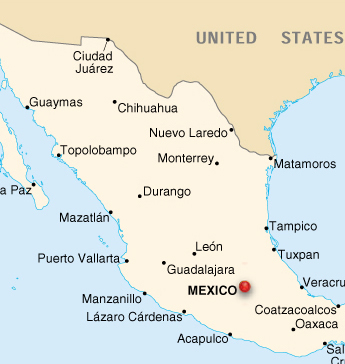 UNITED STATES
Ciudad
Juárez
Guaymas
Chihuahua
Nuevo Laredo
Topolobampo
Monterrey
Matamoros
a Paz
Durango
Mazatlán
Tampico
León
Tuxpan
Puerto Vallarta
Guadalajara
MEXICO
Veracru
Manzanillo
Coatzacoalcos
Lázaro Cárdenas
Oaxaca
Acapulco
Sal
Cr